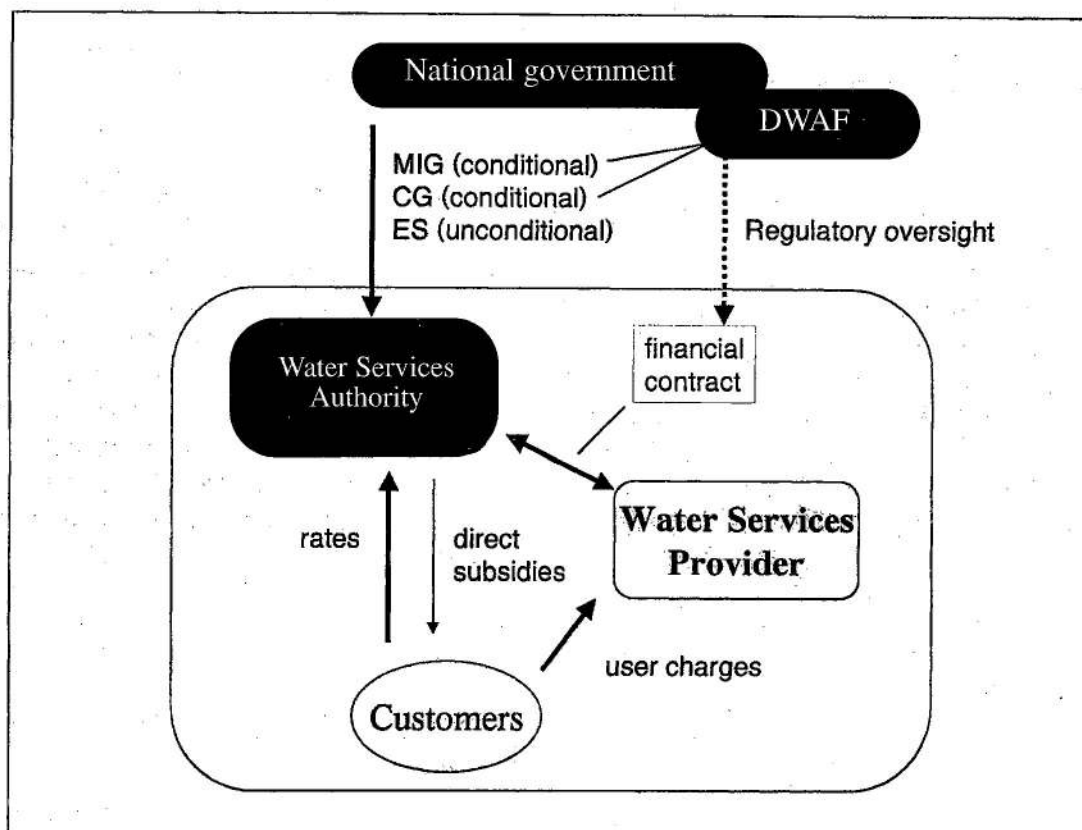 National government
DWAF
MIG (conditional)
CG (conditional)
ES (unconditional)
Regulatory oversight
Water Services
Authority
financial
contract
rates
direct
subsidies
Water Services
Provider
user charges
Customers